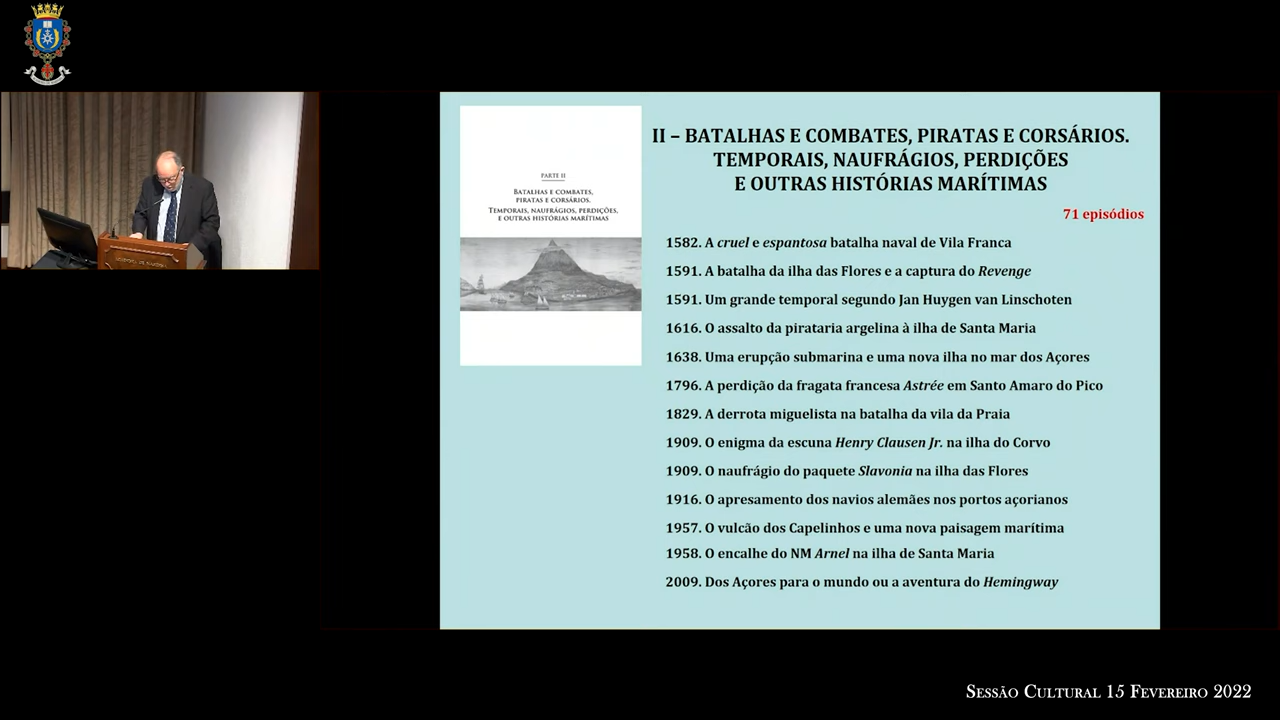 II – BATALHAS E COMBATES, PIRATAS E CORSÁRIOS.
TEMPORAIS, NAUFRÁGIOS, PERDIÇÕES
E OUTRAS HISTÓRIAS MARÍTIMAS
71 episódios
PARTE II
BATALHAS E COMBATES,
PIRATAS E CORSÁRIOS.
TEMPORAIS, NAUFRÁGIOS, PERDIÇÕES,
E OUTRAS HISTÓRIAS MARÍTIMAS
1582. A cruel e espantosa batalha naval de Vila Franca
1591. A batalha da ilha das Flores e a captura do Revenge
1591. Um grande temporal segundo Jan Huygen van Linschoten
1616. O assalto da pirataria argelina à ilha de Santa Maria
1638. Uma erupção submarina e uma nova ilha no mar dos Açores
1796. A perdição da fragata francesa Astrée em Santo Amaro do Pico
1829. A derrota miguelista na batalha da vila da Praia
1909. O enigma da escuna Henry Clausen Jr. na ilha do Corvo
1909. O naufrágio do paquete Slavonia na ilha das Flores
1916. O apresamento dos navios alemães nos portos açorianos
1957. O vulcão dos Capelinhos e uma nova paisagem marítima
1958. O encalhe do NM Arnel na ilha de Santa Maria
2009. Dos Açores para o mundo ou a aventura do Hemingway
SESSÃO CULTURAL 15 FEVEREIRO 2022